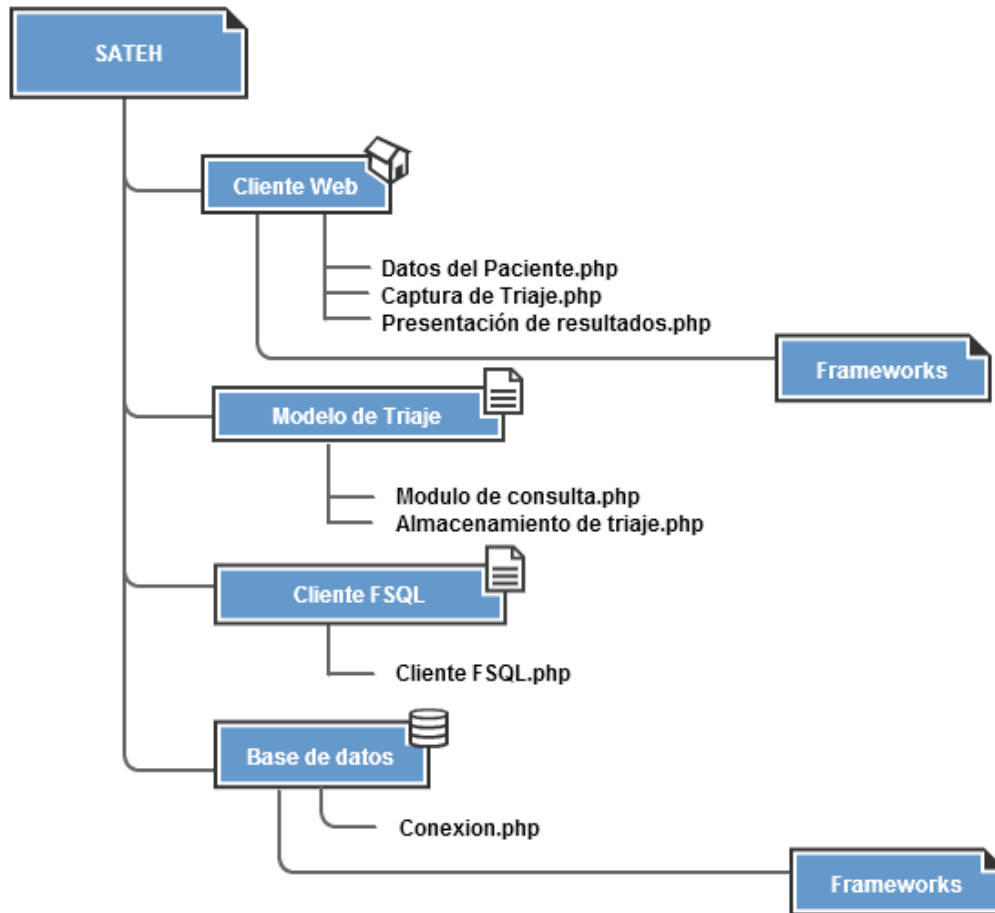 SATEH
Cliente Web
Datos del Paciente.php
Captura de Triaje.php
Presentación de resultados.php
Frameworks
Modelo de Triaje
Modulo de consulta.php
Almacenamiento de triaje.php
Cliente FSQL
Cliente FSQL.php
Base de datos
Conexion.php
Frameworks